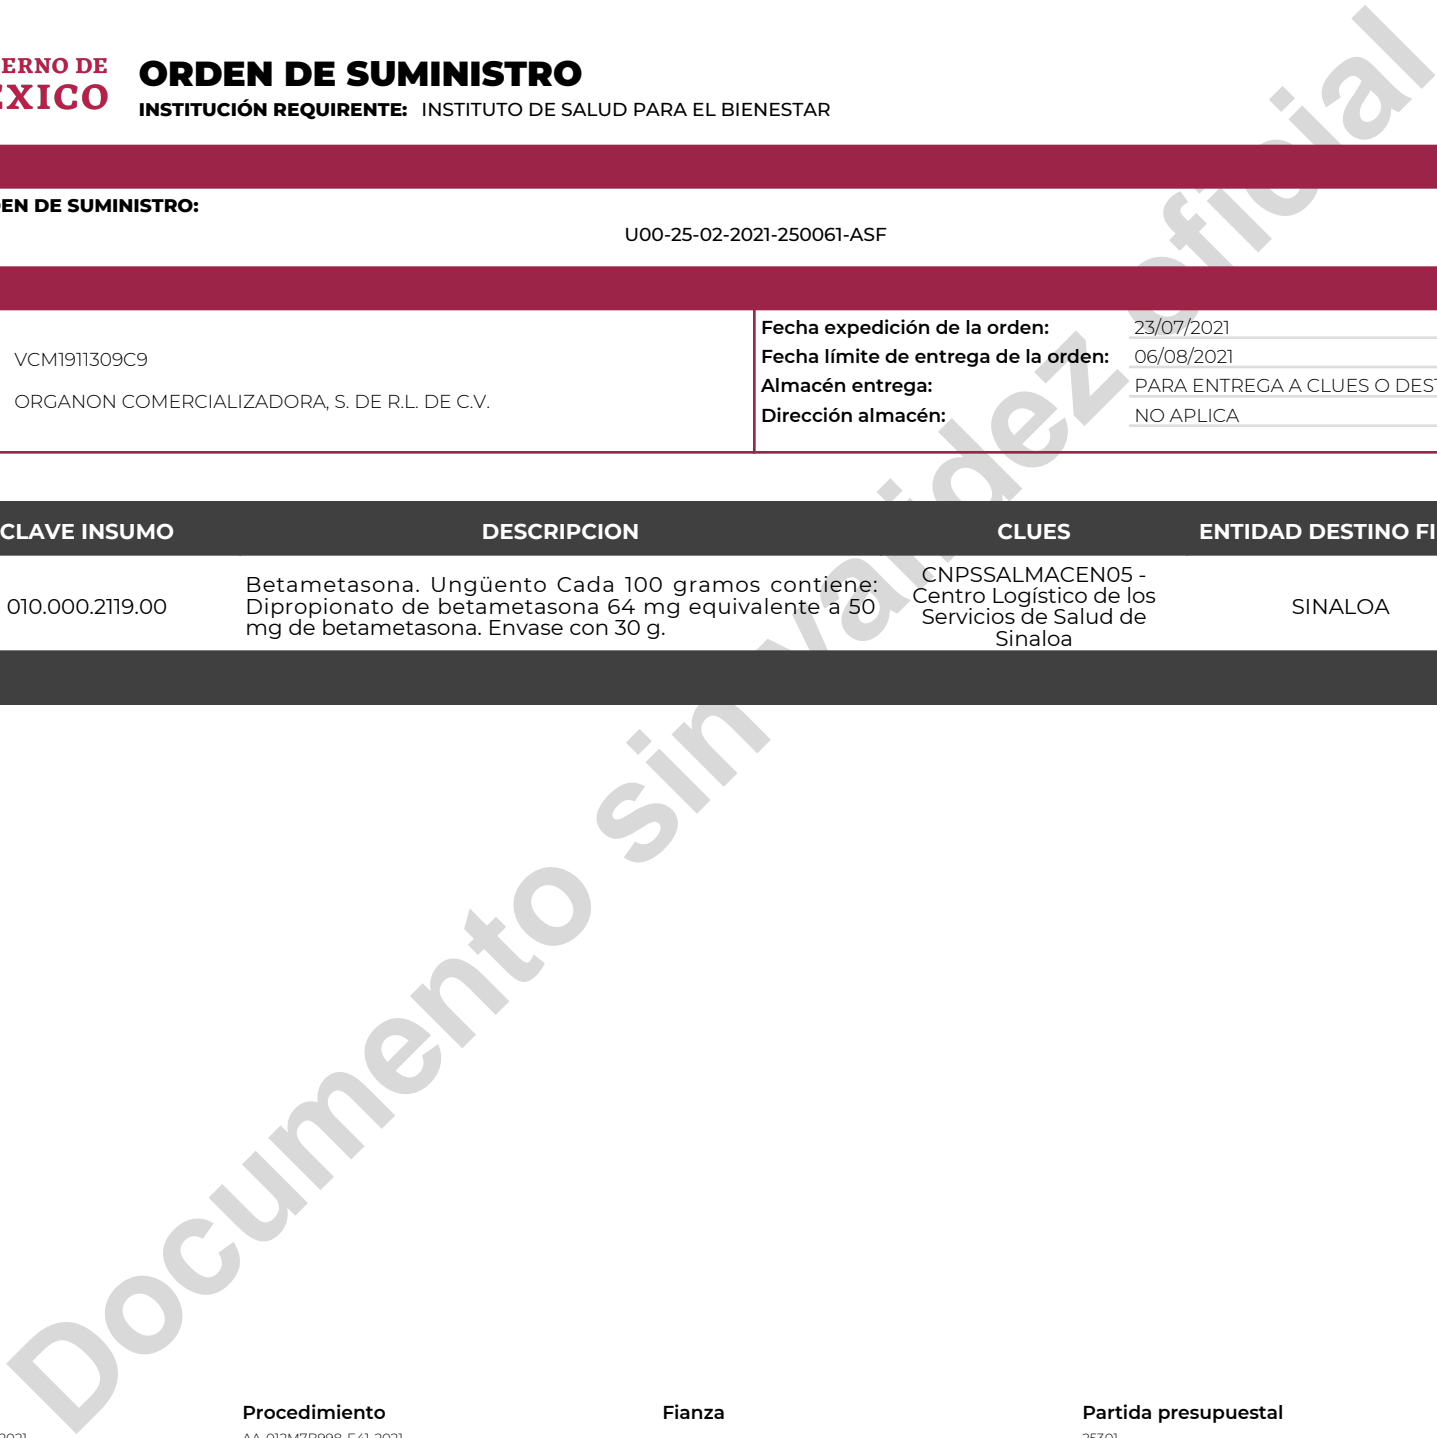 ERNO DE
ORDEN DE SUMINISTRO
EXICO
INSTITUCIÓN REQUIRENTE: INSTITUTO DE SALUD PARA EL BIENESTAR
EN DE SUMINISTRO:
U00-25-02-2021-250061-ASF
Fecha expedición de la orden: 23/07/2021
VCM1911309C9
Fecha límite de entrega de la orden: 06/08/2021
Almacén entrega: PARA ENTREGA A CLUES O DEST
ORGANON COMERCIALIZADORA, S. DE R.L. DE C.V.
Dirección almacén: NO APLICA
CLAVE INSUMO DESCRIPCION CLUES ENTIDAD DESTINO FI
010.000.2119.00
Betametasona. Ungüento Cada 100 gramos contiene:
Dipropionato de betametasona 64 mg equivalente a 50
mg de betametasona. Envase con 30 g.
CNPSSALMACEN05 -
Centro Logístico de los
Servicios de Salud de
Sinaloa
SINALOA
Documento sin validez oficial
Procedimiento Fianza Partida presupuestal